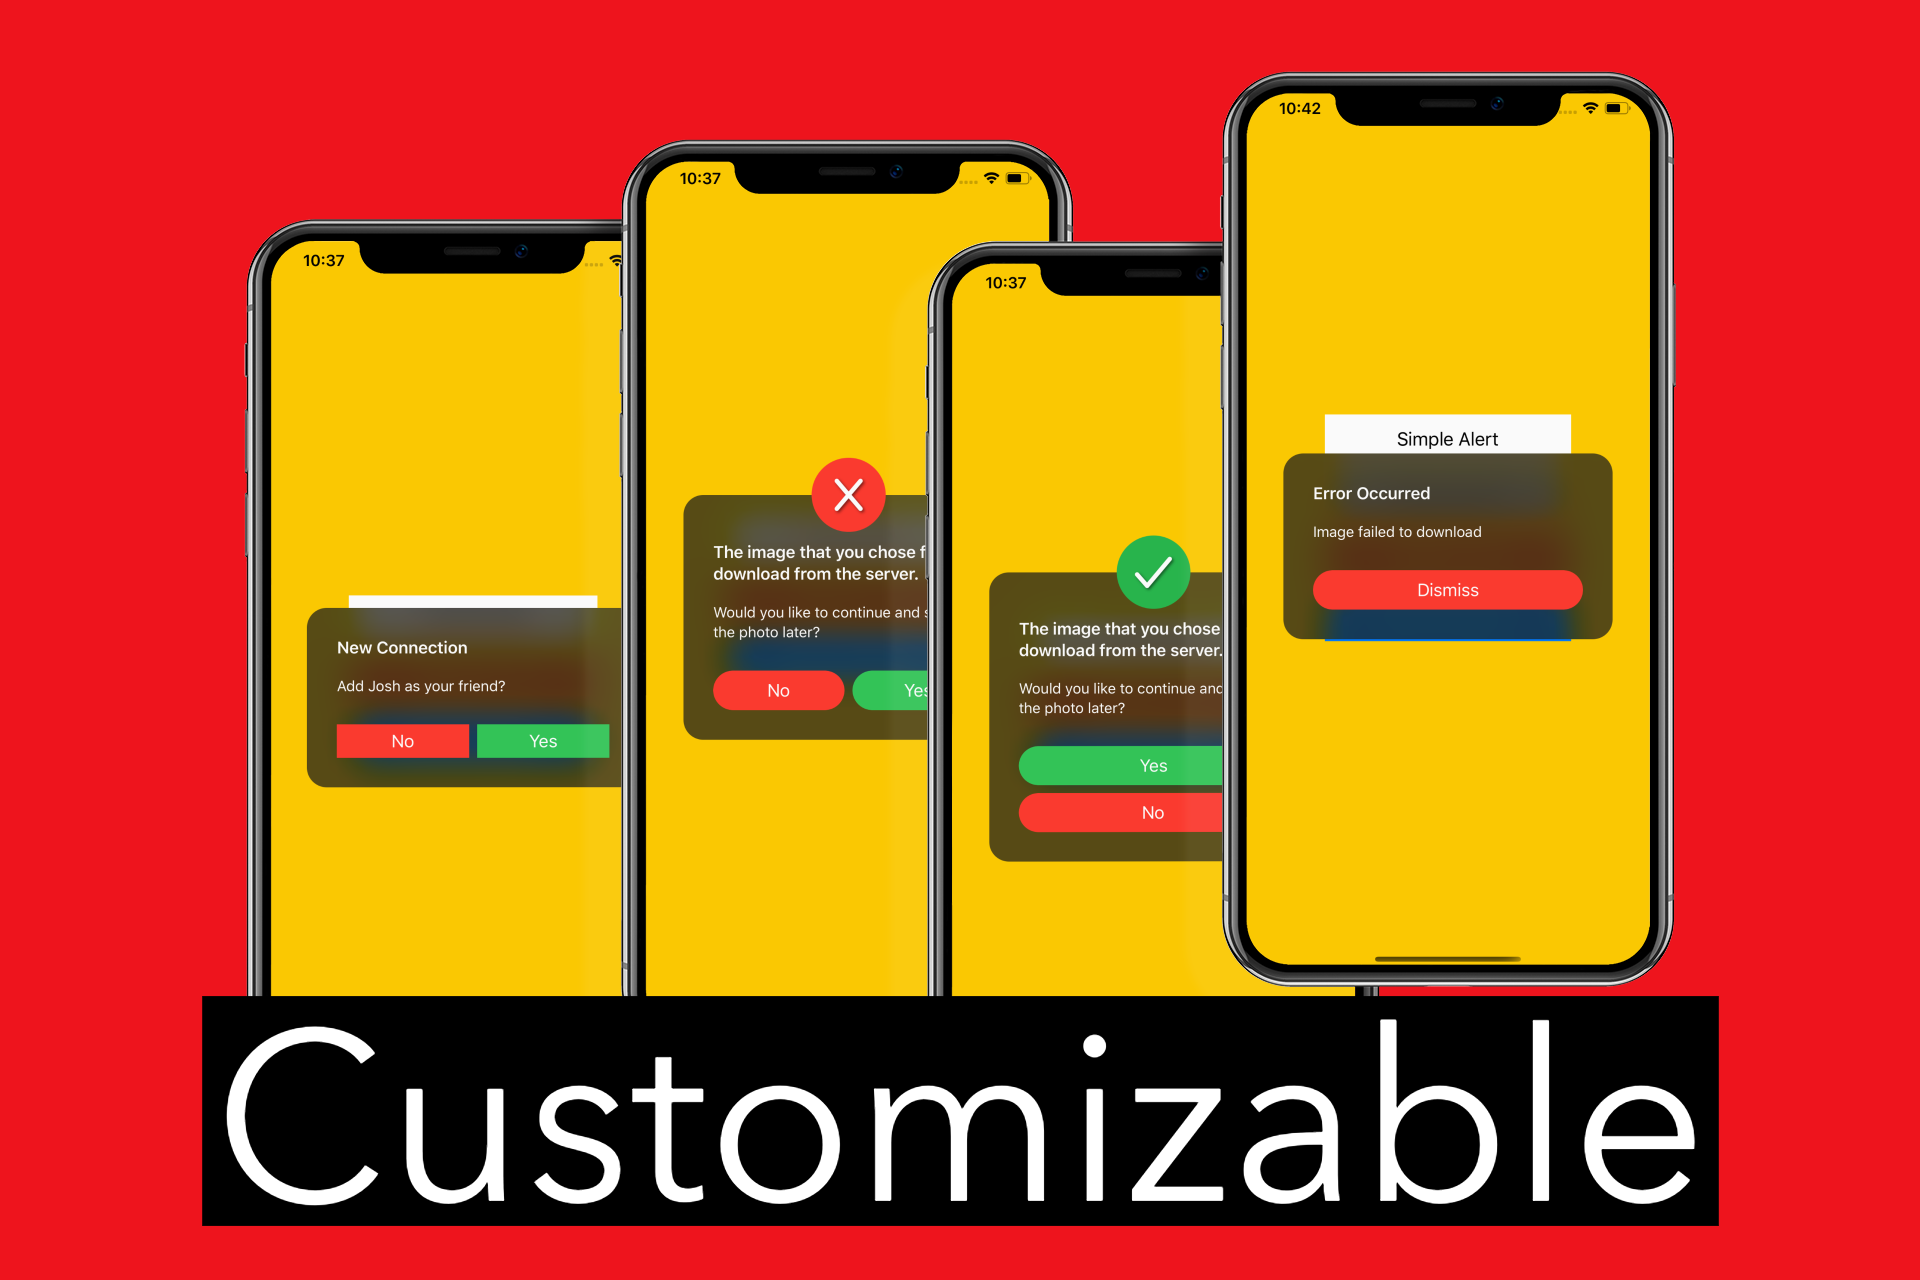 10:37
New Connection
Add Josh as your friend?
No
Yes
10:37
The image that you chose
download from the server.
Would you like to continue and
the photo later?
No
Yes
10:37
The image that you chose
download from the server.
Would you like to continue and
the photo later?
Yes
No
10:42
Simple Alert
Error Occurred
Image failed to download
Dismiss
Customizable